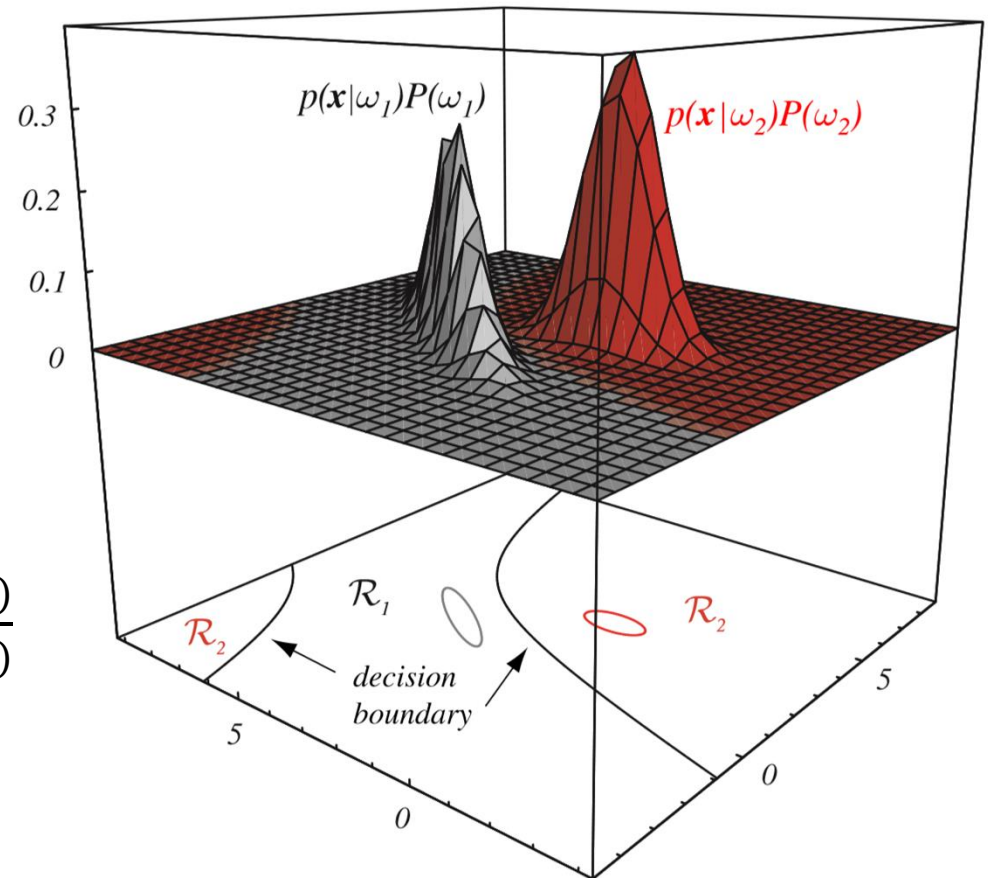 p(x|ω₁)P(ω₁)
p(x|ω₂)P(ω₂)
0.3
0.2
0.1
0
R₁
R₂
R₂
decision
boundary
5
0
5
0